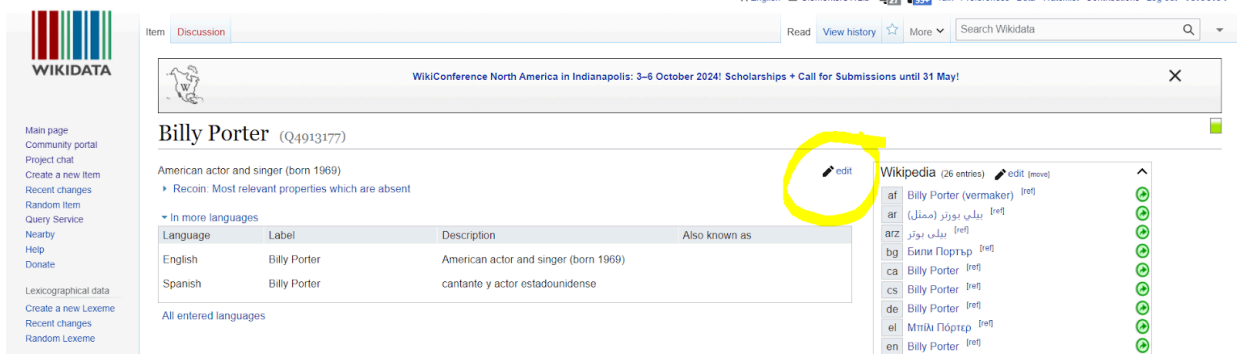 Item Discussion Read View history More Search Wikidata
WIKIDATA
WikiConference North America in Indianapolis: 3–6 October 2024! Scholarships + Call for Submissions until 31 May!
Main page
Community portal
Project chat
Create a new Item
Recent changes
Random Item
Query Service
Nearby
Help
Donate
Lexicographical data
Create a new Lexeme
Recent changes
Random Lexeme
Billy Porter (Q4913177)
American actor and singer (born 1969) edit
Recoin: Most relevant properties which are absent
In more languages
Language Label Description Also known as
English Billy Porter American actor and singer (born 1969)
Spanish Billy Porter cantante y actor estadounidense
All entered languages
Wikipedia (26 entries) edit [move]
af Billy Porter (vermaker) [ref]
ar بيلي بورتر (ممثل) [ref]
arz بيلى بوتر [ref]
bg Били Портър [ref]
ca Billy Porter [ref]
cs Billy Porter [ref]
de Billy Porter [ref]
el Μπίλι Πόρτερ [ref]
en Billy Porter [ref]